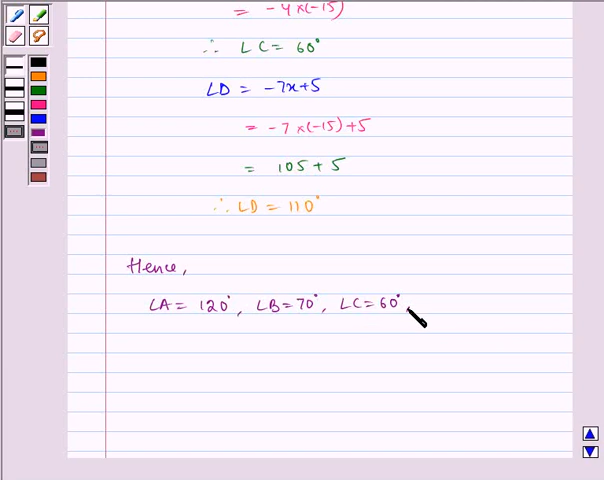 = -4 x(-15)
∴ ∠C = 60°
∠D = -7x+5
= -7 x(-15) +5
= 105 + 5
∴ ∠D = 110°
Hence,
∠A = 120°, ∠B = 70°, ∠C = 60°,